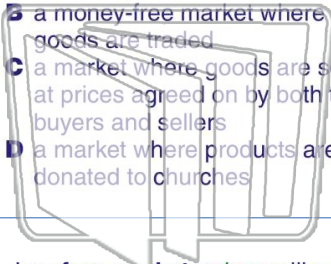 B a money-free market where
goods are traded
C a market where goods are s
at prices agreed on by both
buyers and sellers
D a market where products are
donated to churches